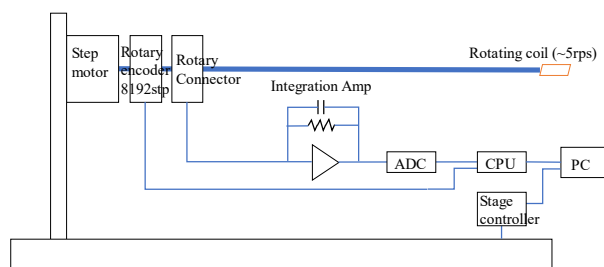 Step
motor
Rotary
encoder
8192stp
Rotary
Connector
Rotating coil (~5rps)
Integration Amp
ADC
CPU
PC
Stage
controller